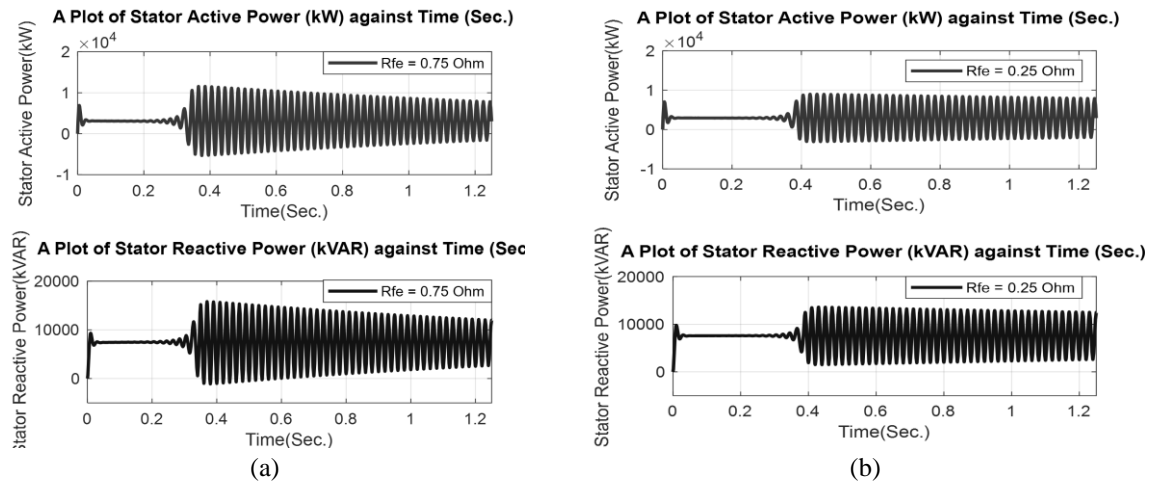 A Plot of Stator Active Power (kW) against Time (Sec.)
×10⁴
Stator Active Power(kW)
2
1
0
-1
Rfe = 0.75 Ohm
0 0.2 0.4 0.6 0.8 1 1.2
Time(Sec.)
A Plot of Stator Reactive Power (kVAR) against Time (Sec
Stator Reactive Power(kVAR)
20000
10000
0
Rfe = 0.75 Ohm
0 0.2 0.4 0.6 0.8 1 1.2
Time(Sec.)
(a)
A Plot of Stator Active Power (kW) against Time (Sec.)
×10⁴
Stator Active Power(kW)
2
1
0
-1
Rfe = 0.25 Ohm
0 0.2 0.4 0.6 0.8 1 1.2
Time(Sec.)
A Plot of Stator Reactive Power (kVAR) against Time (Sec.)
Stator Reactive Power(kVAR)
20000
10000
0
Rfe = 0.25 Ohm
0 0.2 0.4 0.6 0.8 1 1.2
Time(Sec.)
(b)